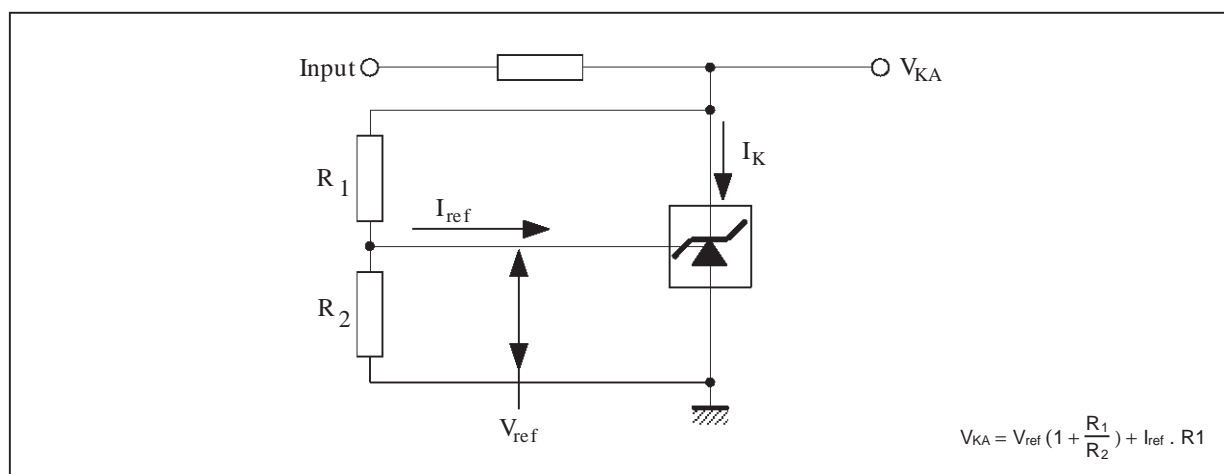 Input
V_KA
I_K
R_1
I_ref
R_2
V_ref
V_KA = V_ref (1 + R_1/R_2) + I_ref . R1